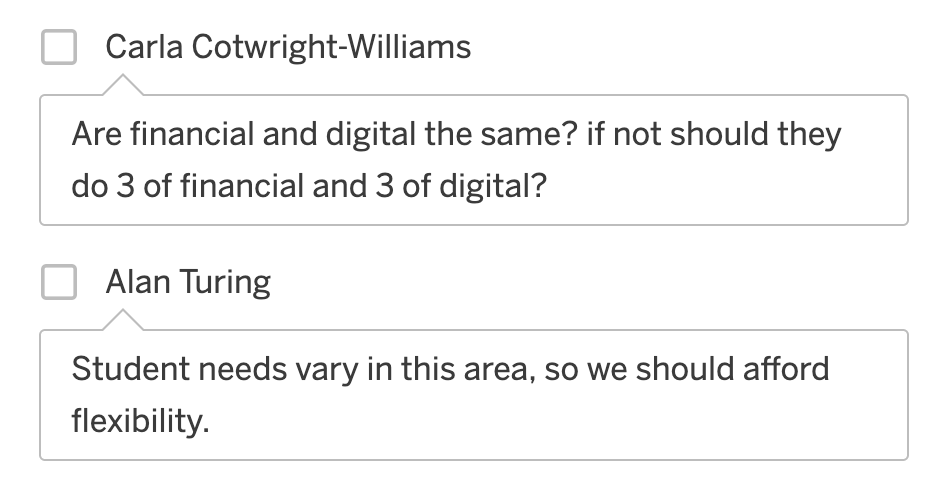 Carla Cotwright-Williams
Are financial and digital the same? if not should they
do 3 of financial and 3 of digital?
Alan Turing
Student needs vary in this area, so we should afford
flexibility.